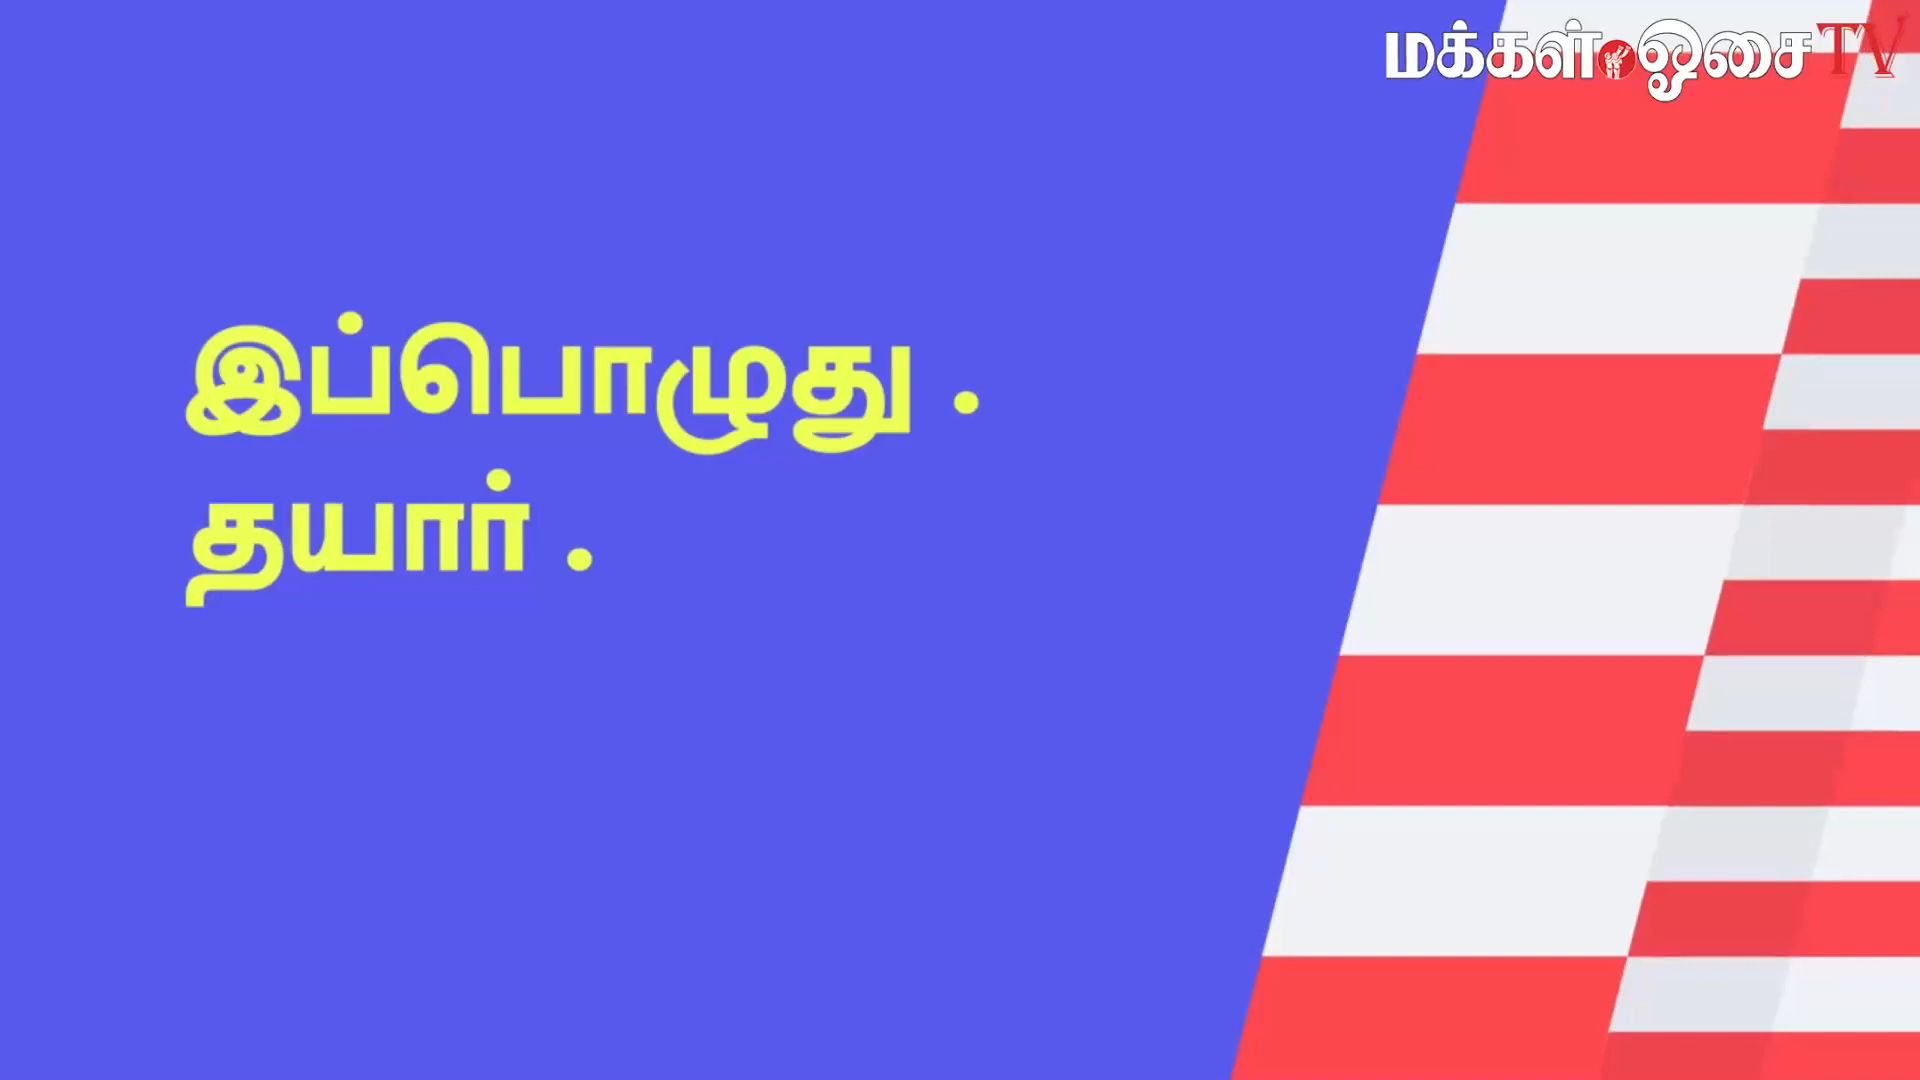 மக்கள் ஓசை TV
இப்பொழுது .
தயார் .